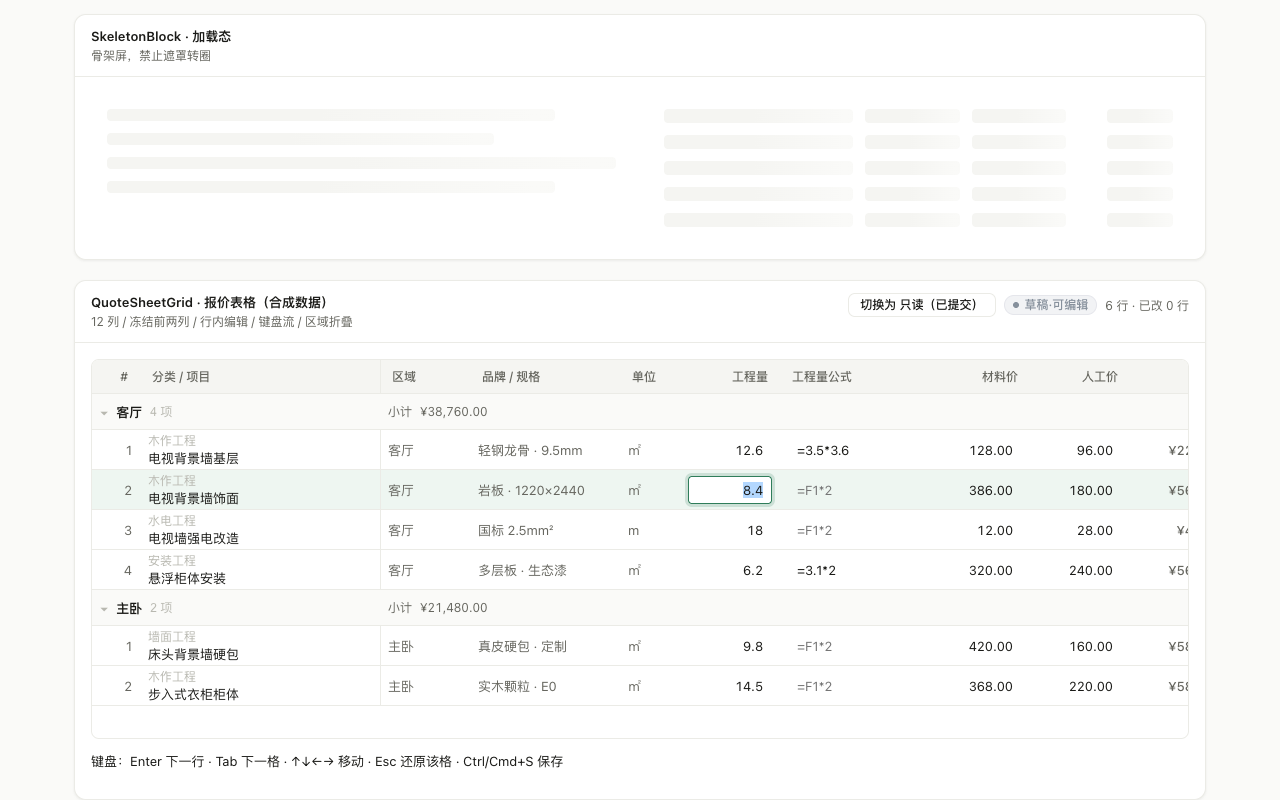 SkeletonBlock · 加载态
骨架屏，禁止遮罩转圈
QuoteSheetGrid · 报价表格（合成数据）
12 列 / 冻结前两列 / 行内编辑 / 键盘流 / 区域折叠
切换为 只读（已提交） 草稿·可编辑 6 行 · 已改 0 行
# 分类 / 项目 区域 品牌 / 规格 单位 工程量 工程量公式 材料价 人工价
客厅 4 项 小计 ¥38,760.00
木作工程
1 电视背景墙基层 客厅 轻钢龙骨 · 9.5mm ㎡ 12.6 =3.5*3.6 128.00 96.00 ¥22
木作工程
2 电视背景墙饰面 客厅 岩板 · 1220×2440 ㎡ 8.4 =F1*2 386.00 180.00 ¥56
水电工程
3 电视墙强电改造 客厅 国标 2.5mm² m 18 =F1*2 12.00 28.00 ¥4
安装工程
4 悬浮柜体安装 客厅 多层板 · 生态漆 ㎡ 6.2 =3.1*2 320.00 240.00 ¥56
主卧 2 项 小计 ¥21,480.00
墙面工程
1 床头背景墙硬包 主卧 真皮硬包 · 定制 ㎡ 9.8 =F1*2 420.00 160.00 ¥58
木作工程
2 步入式衣柜柜体 主卧 实木颗粒 · E0 ㎡ 14.5 =F1*2 368.00 220.00 ¥58
键盘：Enter 下一行 · Tab 下一格 · ↑↓←→ 移动 · Esc 还原该格 · Ctrl/Cmd+S 保存